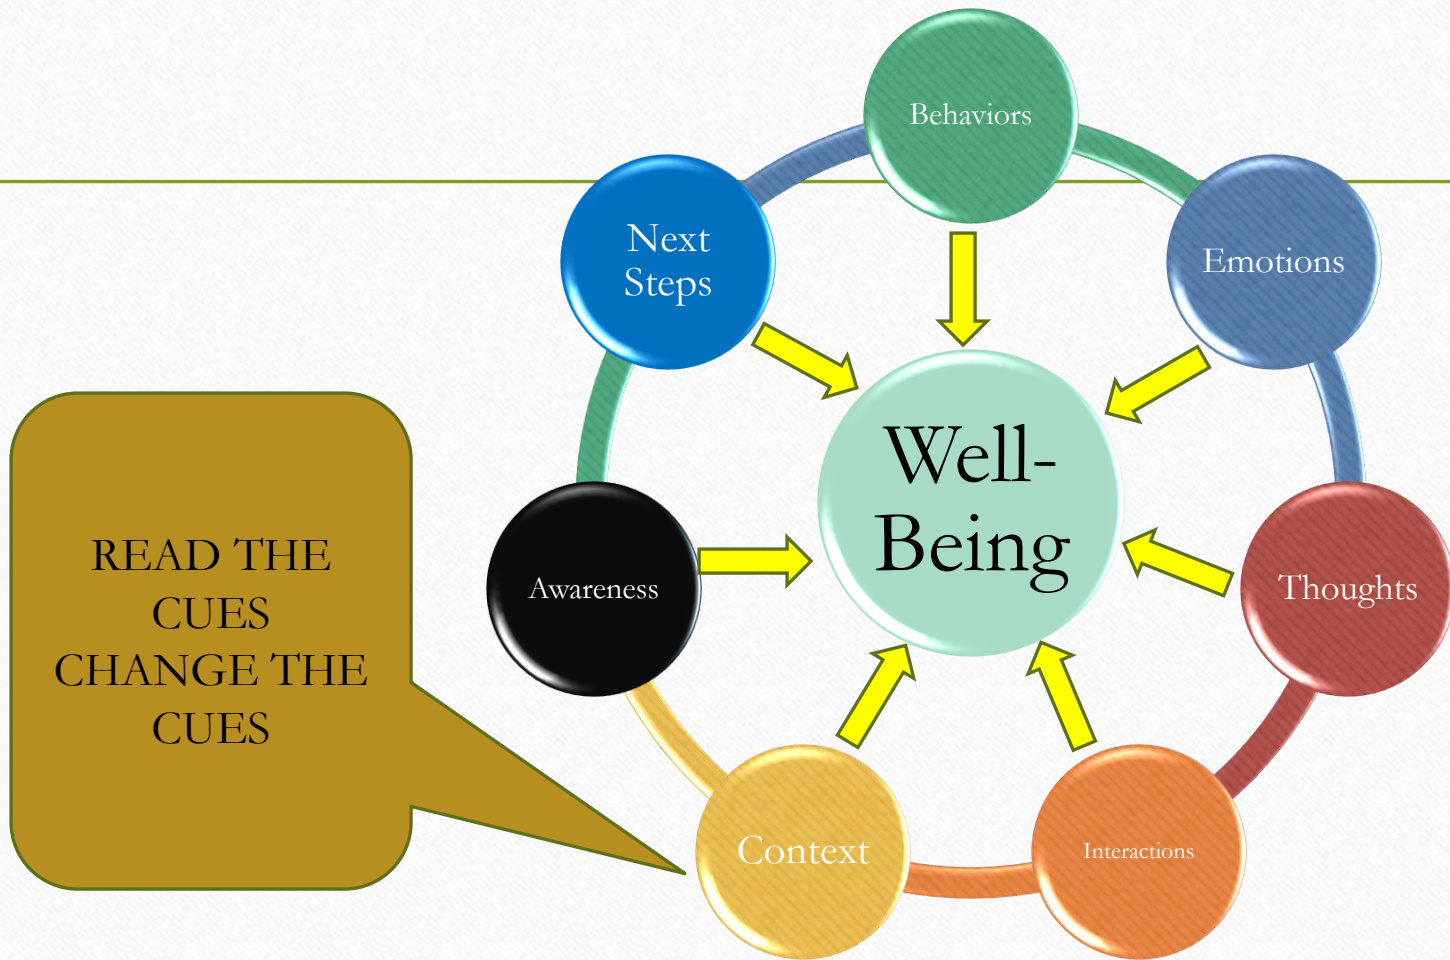 Behaviors
Next
Steps
Emotions
Well-
Being
READ THE
CUES
CHANGE THE
CUES
Awareness
Thoughts
Context
Interactions